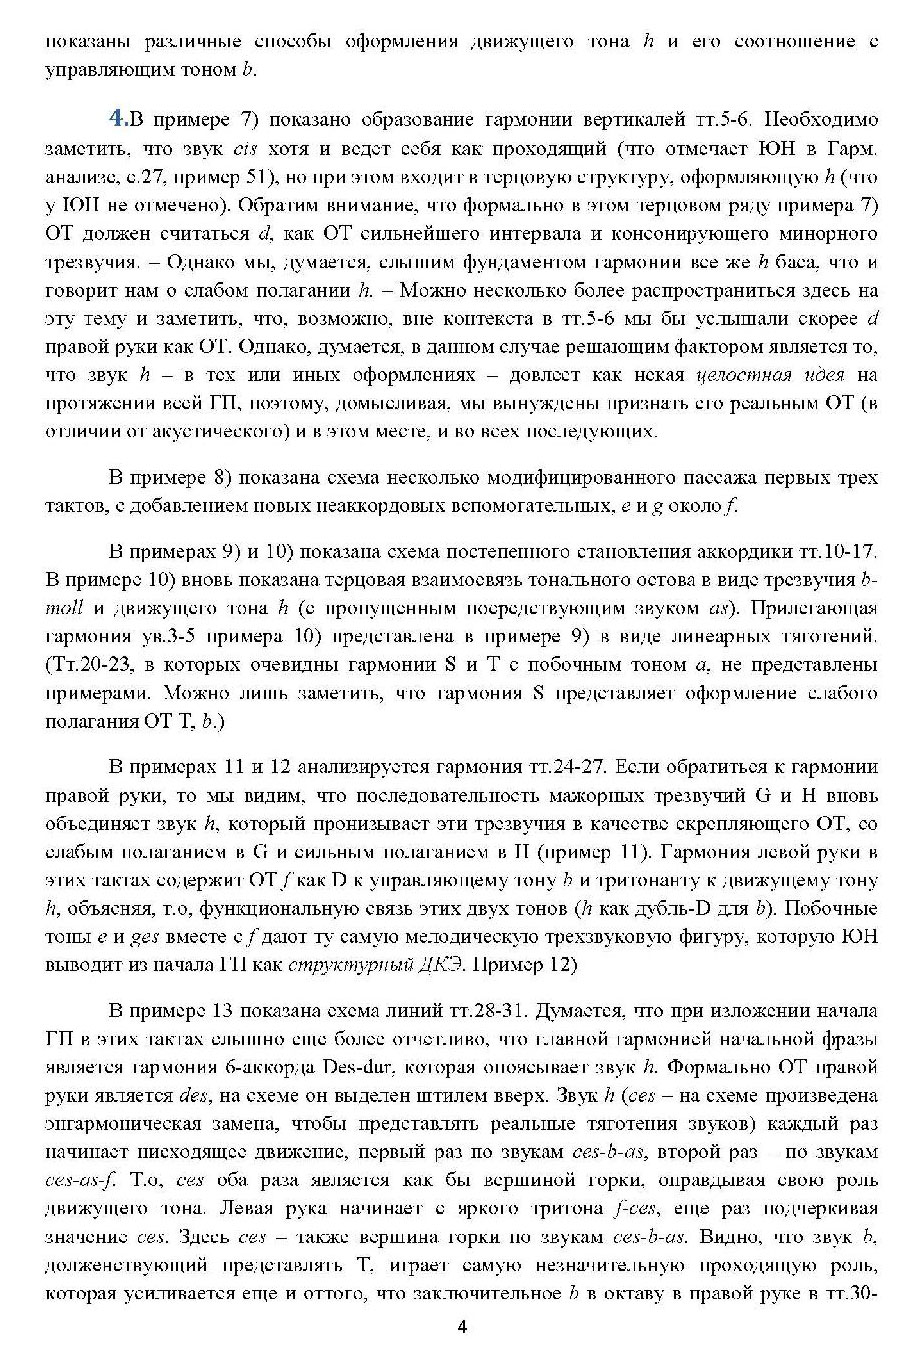 показаны различные способы оформления движущего тона h и его соотношение с
управляющим тоном b.
4.В примере 7) показано образование гармонии вертикалей тт.5-6. Необходимо
заметить, что звук cis хотя и ведет себя как проходящий (что отмечает ЮН в Гарм.
анализе, с.27, пример 51), но при этом входит в терцовую структуру, оформляющую h (что
у ЮН не отмечено). Обратим внимание, что формально в этом терцовом ряду примера 7)
ОТ должен считаться d, как ОТ сильнейшего интервала и консонирующего минорного
трезвучия. – Однако мы, думается, слышим фундаментом гармонии все же h баса, что и
говорит нам о слабом полагании h. – Можно несколько более распространиться здесь на
эту тему и заметить, что, возможно, вне контекста в тт.5-6 мы бы услышали скорее d
правой руки как ОТ. Однако, думается, в данном случае решающим фактором является то,
что звук h – в тех или иных оформлениях – довлеет как некая целостная идея на
протяжении всей ГП, поэтому, домысливая, мы вынуждены признать его реальным ОТ (в
отличии от акустического) и в этом месте, и во всех последующих.
В примере 8) показана схема несколько модифицированного пассажа первых трех
тактов, с добавлением новых неаккордовых вспомогательных, e и g около f.
В примерах 9) и 10) показана схема постепенного становления аккордики тт.10-17.
В примере 10) вновь показана терцовая взаимосвязь тонального остова в виде трезвучия b-
moll и движущего тона h (с пропущенным посредствующим звуком as). Прилегающая
гармония ув.3-5 примера 10) представлена в примере 9) в виде линеарных тяготений.
(Тт.20-23, в которых очевидны гармонии S и T с побочным тоном a, не представлены
примерами. Можно лишь заметить, что гармония S представляет оформление слабого
полагания ОТ Т, b.)
В примерах 11 и 12 анализируется гармония тт.24-27. Если обратиться к гармонии
правой руки, то мы видим, что последовательность мажорных трезвучий G и H вновь
объединяет звук h, который пронизывает эти трезвучия в качестве скрепляющего ОТ, со
слабым полаганием в G и сильным полаганием в H (пример 11). Гармония левой руки в
этих тактах содержит ОТ f как D к управляющему тону b и тритонанту к движущему тону
h, объясняя, т.о, функциональную связь этих двух тонов (h как дубль-D для b). Побочные
тоны e и ges вместе с f дают ту самую мелодическую трехзвуковую фигуру, которую ЮН
выводит из начала ГП как структурный ДКЭ. Пример 12)
В примере 13 показана схема линий тт.28-31. Думается, что при изложении начала
ГП в этих тактах слышно еще более отчетливо, что главной гармонией начальной фразы
является гармония 6-аккорда Des-dur, которая опоясывает звук h. Формально ОТ правой
руки является des, на схеме он выделен штилем вверх. Звук h (ces – на схеме произведена
энгармоническая замена, чтобы представлять реальные тяготения звуков) каждый раз
начинает нисходящее движение, первый раз по звукам ces-b-as, второй раз – по звукам
ces-as-f. Т.о, ces оба раза является как бы вершиной горки, оправдывая свою роль
движущего тона. Левая рука начинает с яркого тритона f-ces, еще раз подчеркивая
значение ces. Здесь ces – также вершина горки по звукам ces-b-as. Видно, что звук b,
долженствующий представлять Т, играет самую незначительную проходящую роль,
которая усиливается еще и оттого, что заключительное b в октаву в правой руке в тт.30-
4